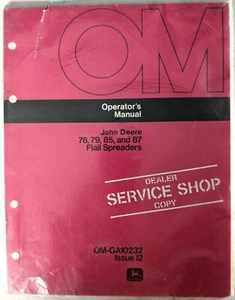 OM
Operator's
Manual
John Deere
76, 79, 85, and 87
Flail Spreaders
DEALER
SERVICE SHOP
COPY
OM-GA10232
Issue I2